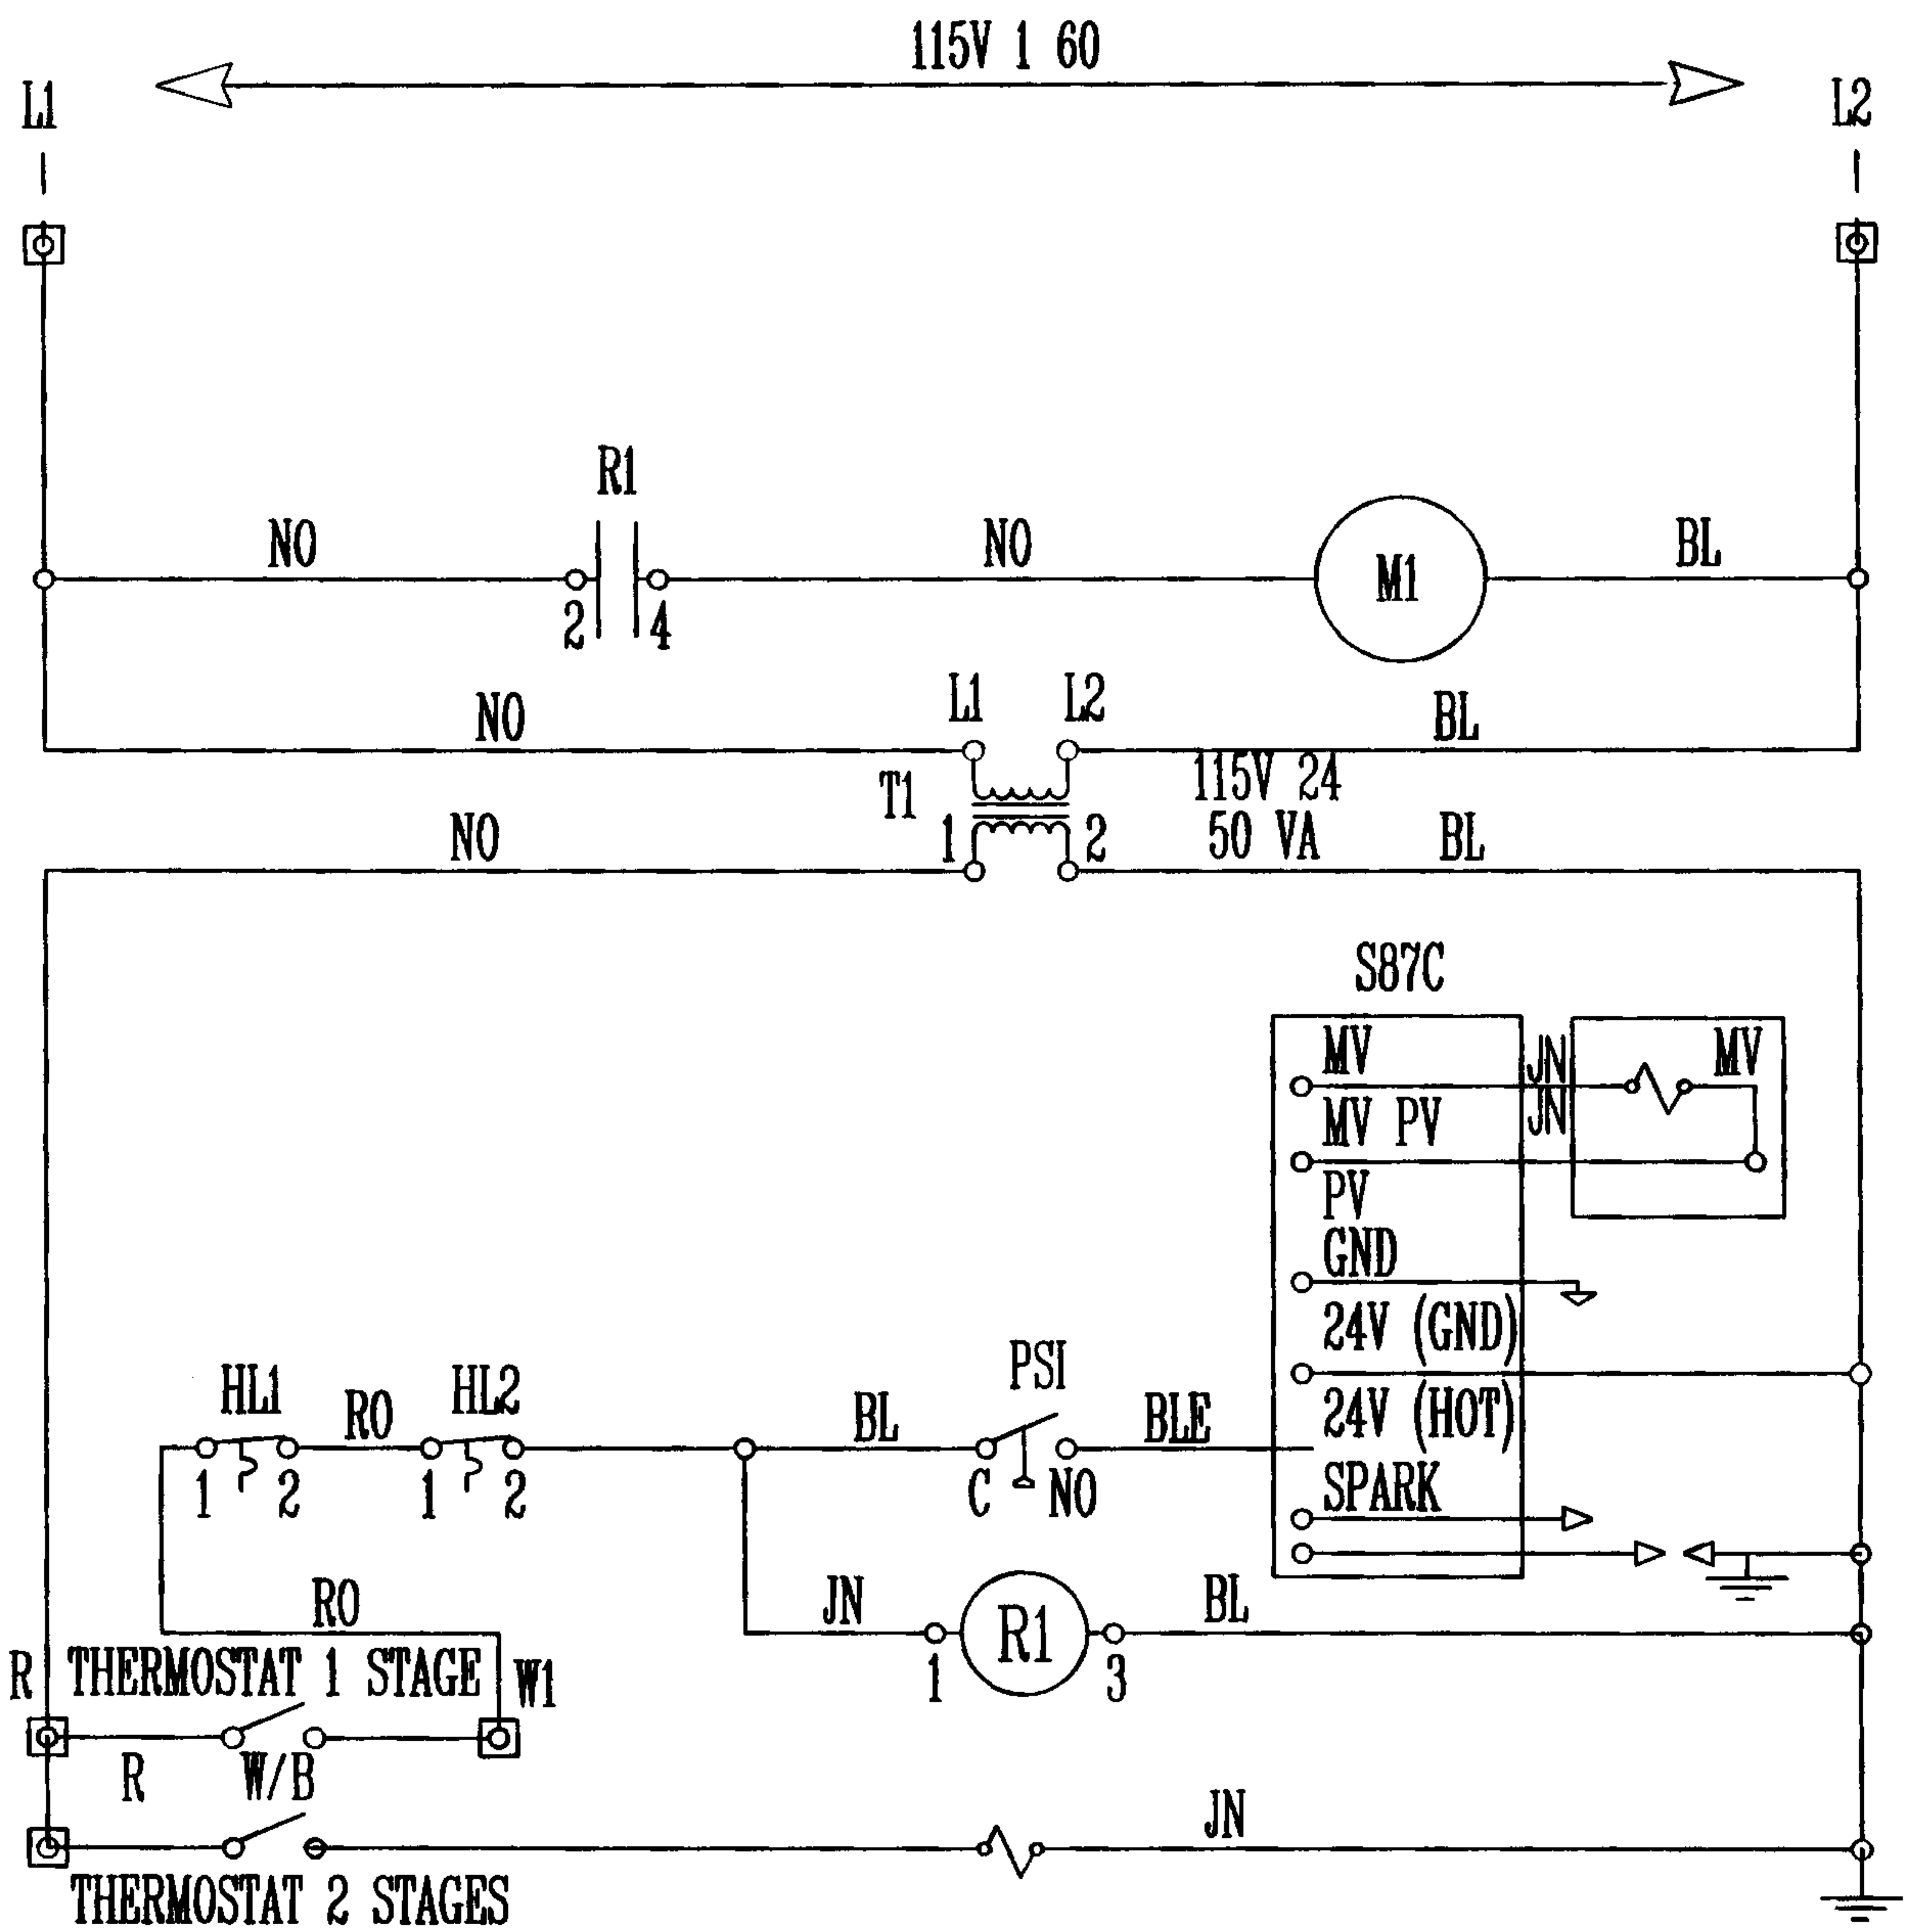 115V 1 60
L1
L2
R1
NO
NO
BL
2
4
M1
L1
L2
NO
BL
T1
115V 24
NO
1
2
50 VA
BL
S87C
MV
JN
MV
JN
MV PV
PV
GND
24V (GND)
PSI
HL1
HL2
RO
BL
BLE
24V (HOT)
1
2
1
2
C
NO
SPARK
RO
JN
BL
R1
1
3
R
THERMOSTAT 1 STAGE
W1
R
W/B
JN
THERMOSTAT 2 STAGES